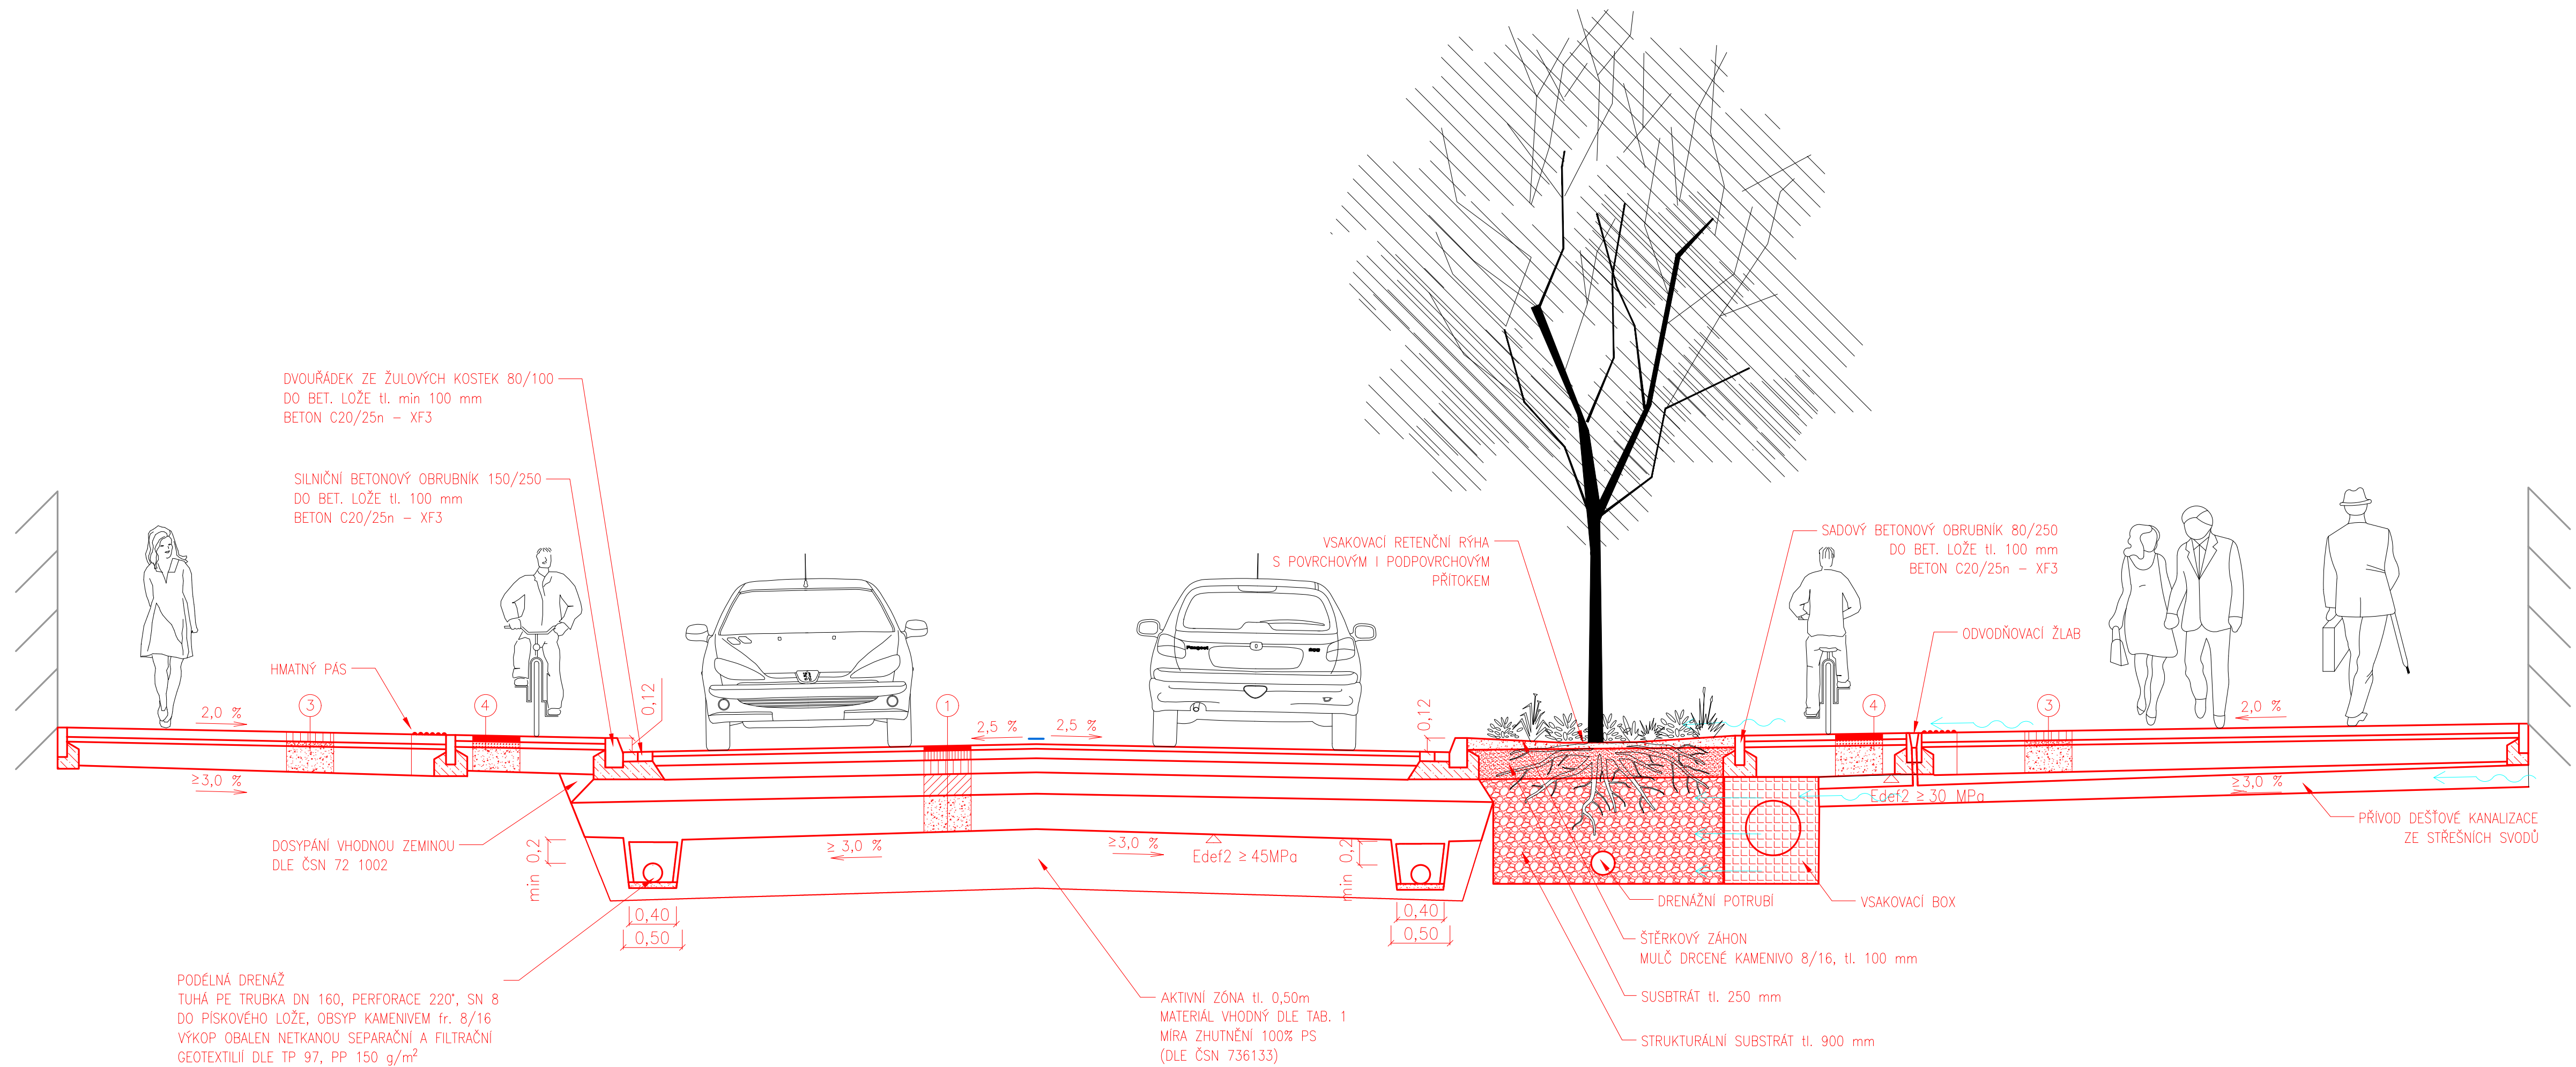 DVOUŘÁDEK ZE ŽULOVÝCH KOSTEK 80/100
DO BET. LOŽE tl. min 100 mm
BETON C20/25n – XF3
SILNIČNÍ BETONOVÝ OBRUBNÍK 150/250
DO BET. LOŽE tl. 100 mm
BETON C20/25n – XF3
VSAKOVACÍ RETENČNÍ RÝHA
S POVRCHOVÝM I PODPOVRCHOVÝM
PŘÍTOKEM
SADOVÝ BETONOVÝ OBRUBNÍK 80/250
DO BET. LOŽE tl. 100 mm
BETON C20/25n – XF3
ODVODŇOVACÍ ŽLAB
HMATNÝ PÁS
2,0 %
3
4
0,12
1
2,5 %
2,5 %
0,12
4
3
2,0 %
≥3,0 %
≥3,0 %
Edef2 ≥30 MPa
PŘÍVOD DEŠŤOVÉ KANALIZACE
ZE STŘEŠNÍCH SVODŮ
DOSYPÁNÍ VHODNOU ZEMINOU
DLE ČSN 72 1002
min 0,2
≥ 3,0 %
≥3,0 %
Edef2 ≥45MPa
min 0,2
0,40
0,50
0,40
0,50
DRENÁŽNÍ POTRUBÍ
VSAKOVACÍ BOX
ŠTĚRKOVÝ ZÁHON
MULČ DRCENÉ KAMENIVO 8/16, tl. 100 mm
SUSBTRÁT tl. 250 mm
STRUKTURÁLNÍ SUBSTRÁT tl. 900 mm
PODÉLNÁ DRENÁŽ
TUHÁ PE TRUBKA DN 160, PERFORACE 220°, SN 8
DO PÍSKOVÉHO LOŽE, OBSYP KAMENIVEM fr. 8/16
VÝKOP OBALEN NETKANOU SEPARAČNÍ A FILTRAČNÍ
GEOTEXTILIÍ DLE TP 97, PP 150 g/m²
AKTIVNÍ ZÓNA tl. 0,50m
MATERIÁL VHODNÝ DLE TAB. 1
MÍRA ZHUTNĚNÍ 100% PS
(DLE ČSN 736133)